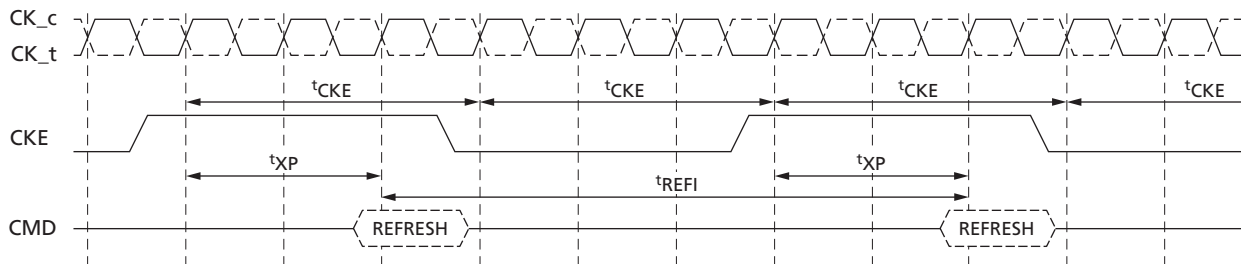 CK_c
CK_t
tCKE tCKE tCKE tCKE
CKE
tXP tXP
tREFI
CMD REFRESH REFRESH